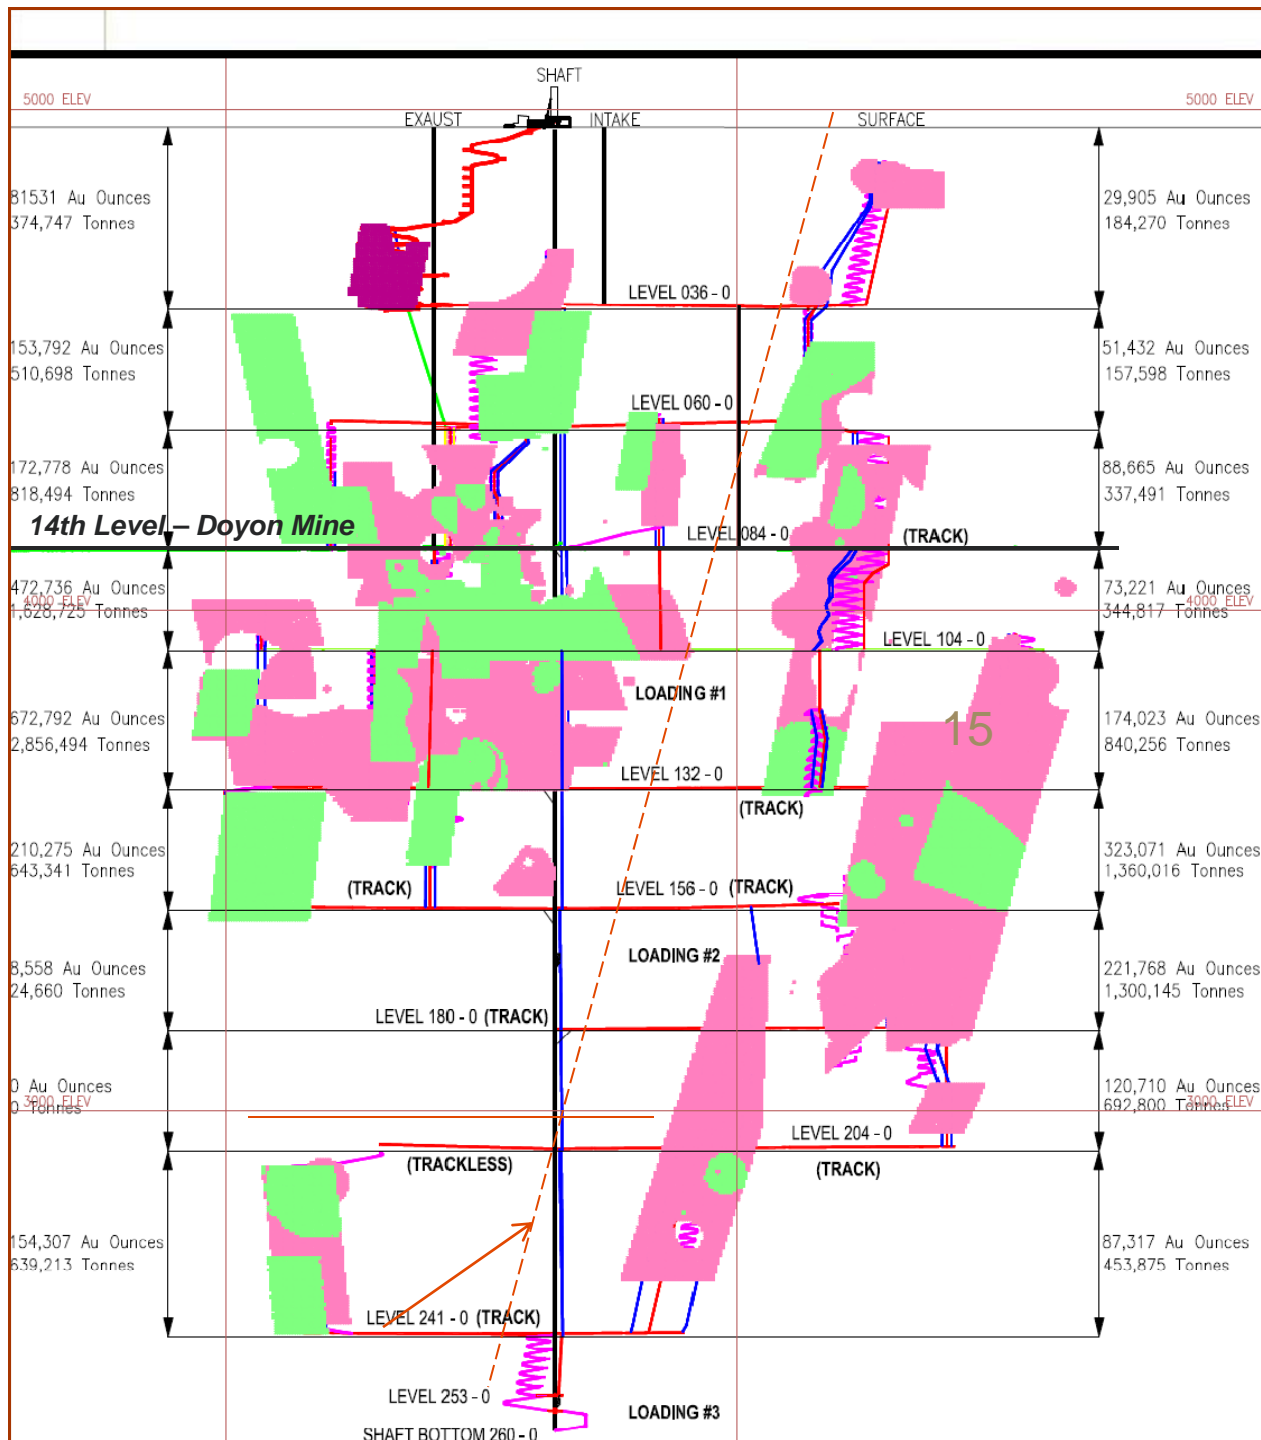 SHAFT
5000 ELEV
5000 ELEV
EXAUST
INTAKE
SURFACE
81531 Au Ounces
374,747 Tonnes
29,905 Au Ounces
184,270 Tonnes
LEVEL 036 - 0
153,792 Au Ounces
510,698 Tonnes
51,432 Au Ounces
157,598 Tonnes
LEVEL 060 - 0
172,778 Au Ounces
818,494 Tonnes
88,665 Au Ounces
337,491 Tonnes
14th Level – Doyon Mine
LEVEL 084 - 0
(TRACK)
472,736 Au Ounces
1,628,725 Tonnes
4000 ELEV
73,221 Au Ounces
344,817 Tonnes
4000 ELEV
LEVEL 104 - 0
LOADING #1
672,792 Au Ounces
2,856,494 Tonnes
15
174,023 Au Ounces
840,256 Tonnes
LEVEL 132 - 0
(TRACK)
210,275 Au Ounces
643,341 Tonnes
323,071 Au Ounces
1,360,016 Tonnes
(TRACK)
LEVEL 156 - 0 (TRACK)
LOADING #2
8,558 Au Ounces
24,660 Tonnes
221,768 Au Ounces
1,300,145 Tonnes
LEVEL 180 - 0 (TRACK)
0 Au Ounces
0 Tonnes
3000 ELEV
120,710 Au Ounces
692,800 Tonnes
3000 ELEV
LEVEL 204 - 0
(TRACKLESS)
(TRACK)
154,307 Au Ounces
639,213 Tonnes
87,317 Au Ounces
453,875 Tonnes
LEVEL 241 - 0 (TRACK)
LEVEL 253 - 0
LOADING #3
SHAFT BOTTOM 260 - 0